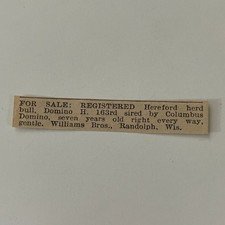 FOR SALE: REGISTERED Hereford herd
bull, Domino H. 163rd sired by Columbus
Domino, seven years old right every way,
gentle. Williams Bros., Randolph, Wis.